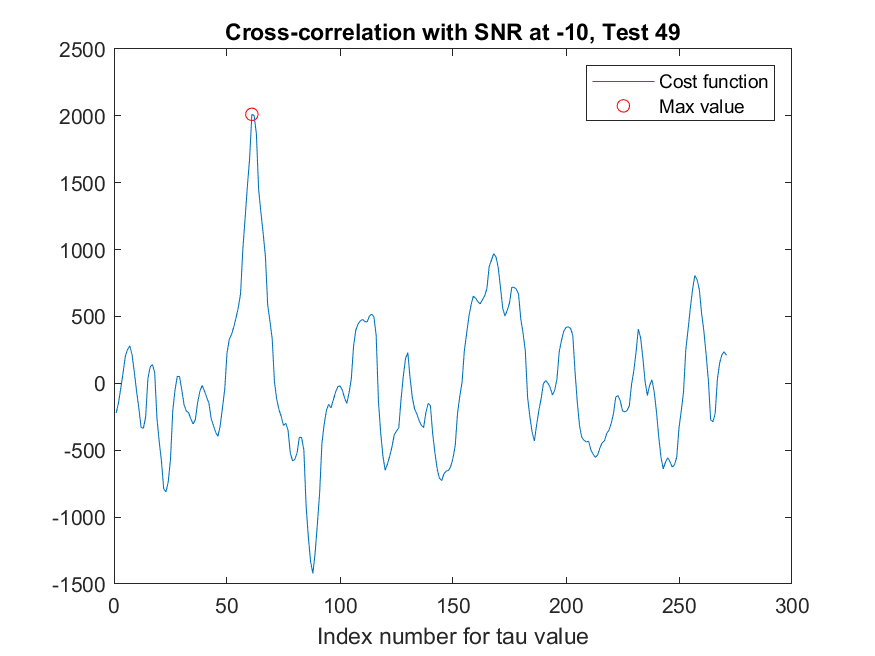 Cross-correlation with SNR at -10, Test 49
2500
2000
1500
1000
500
0
-500
-1000
-1500
Cost function
Max value
0 50 100 150 200 250 300
Index number for tau value